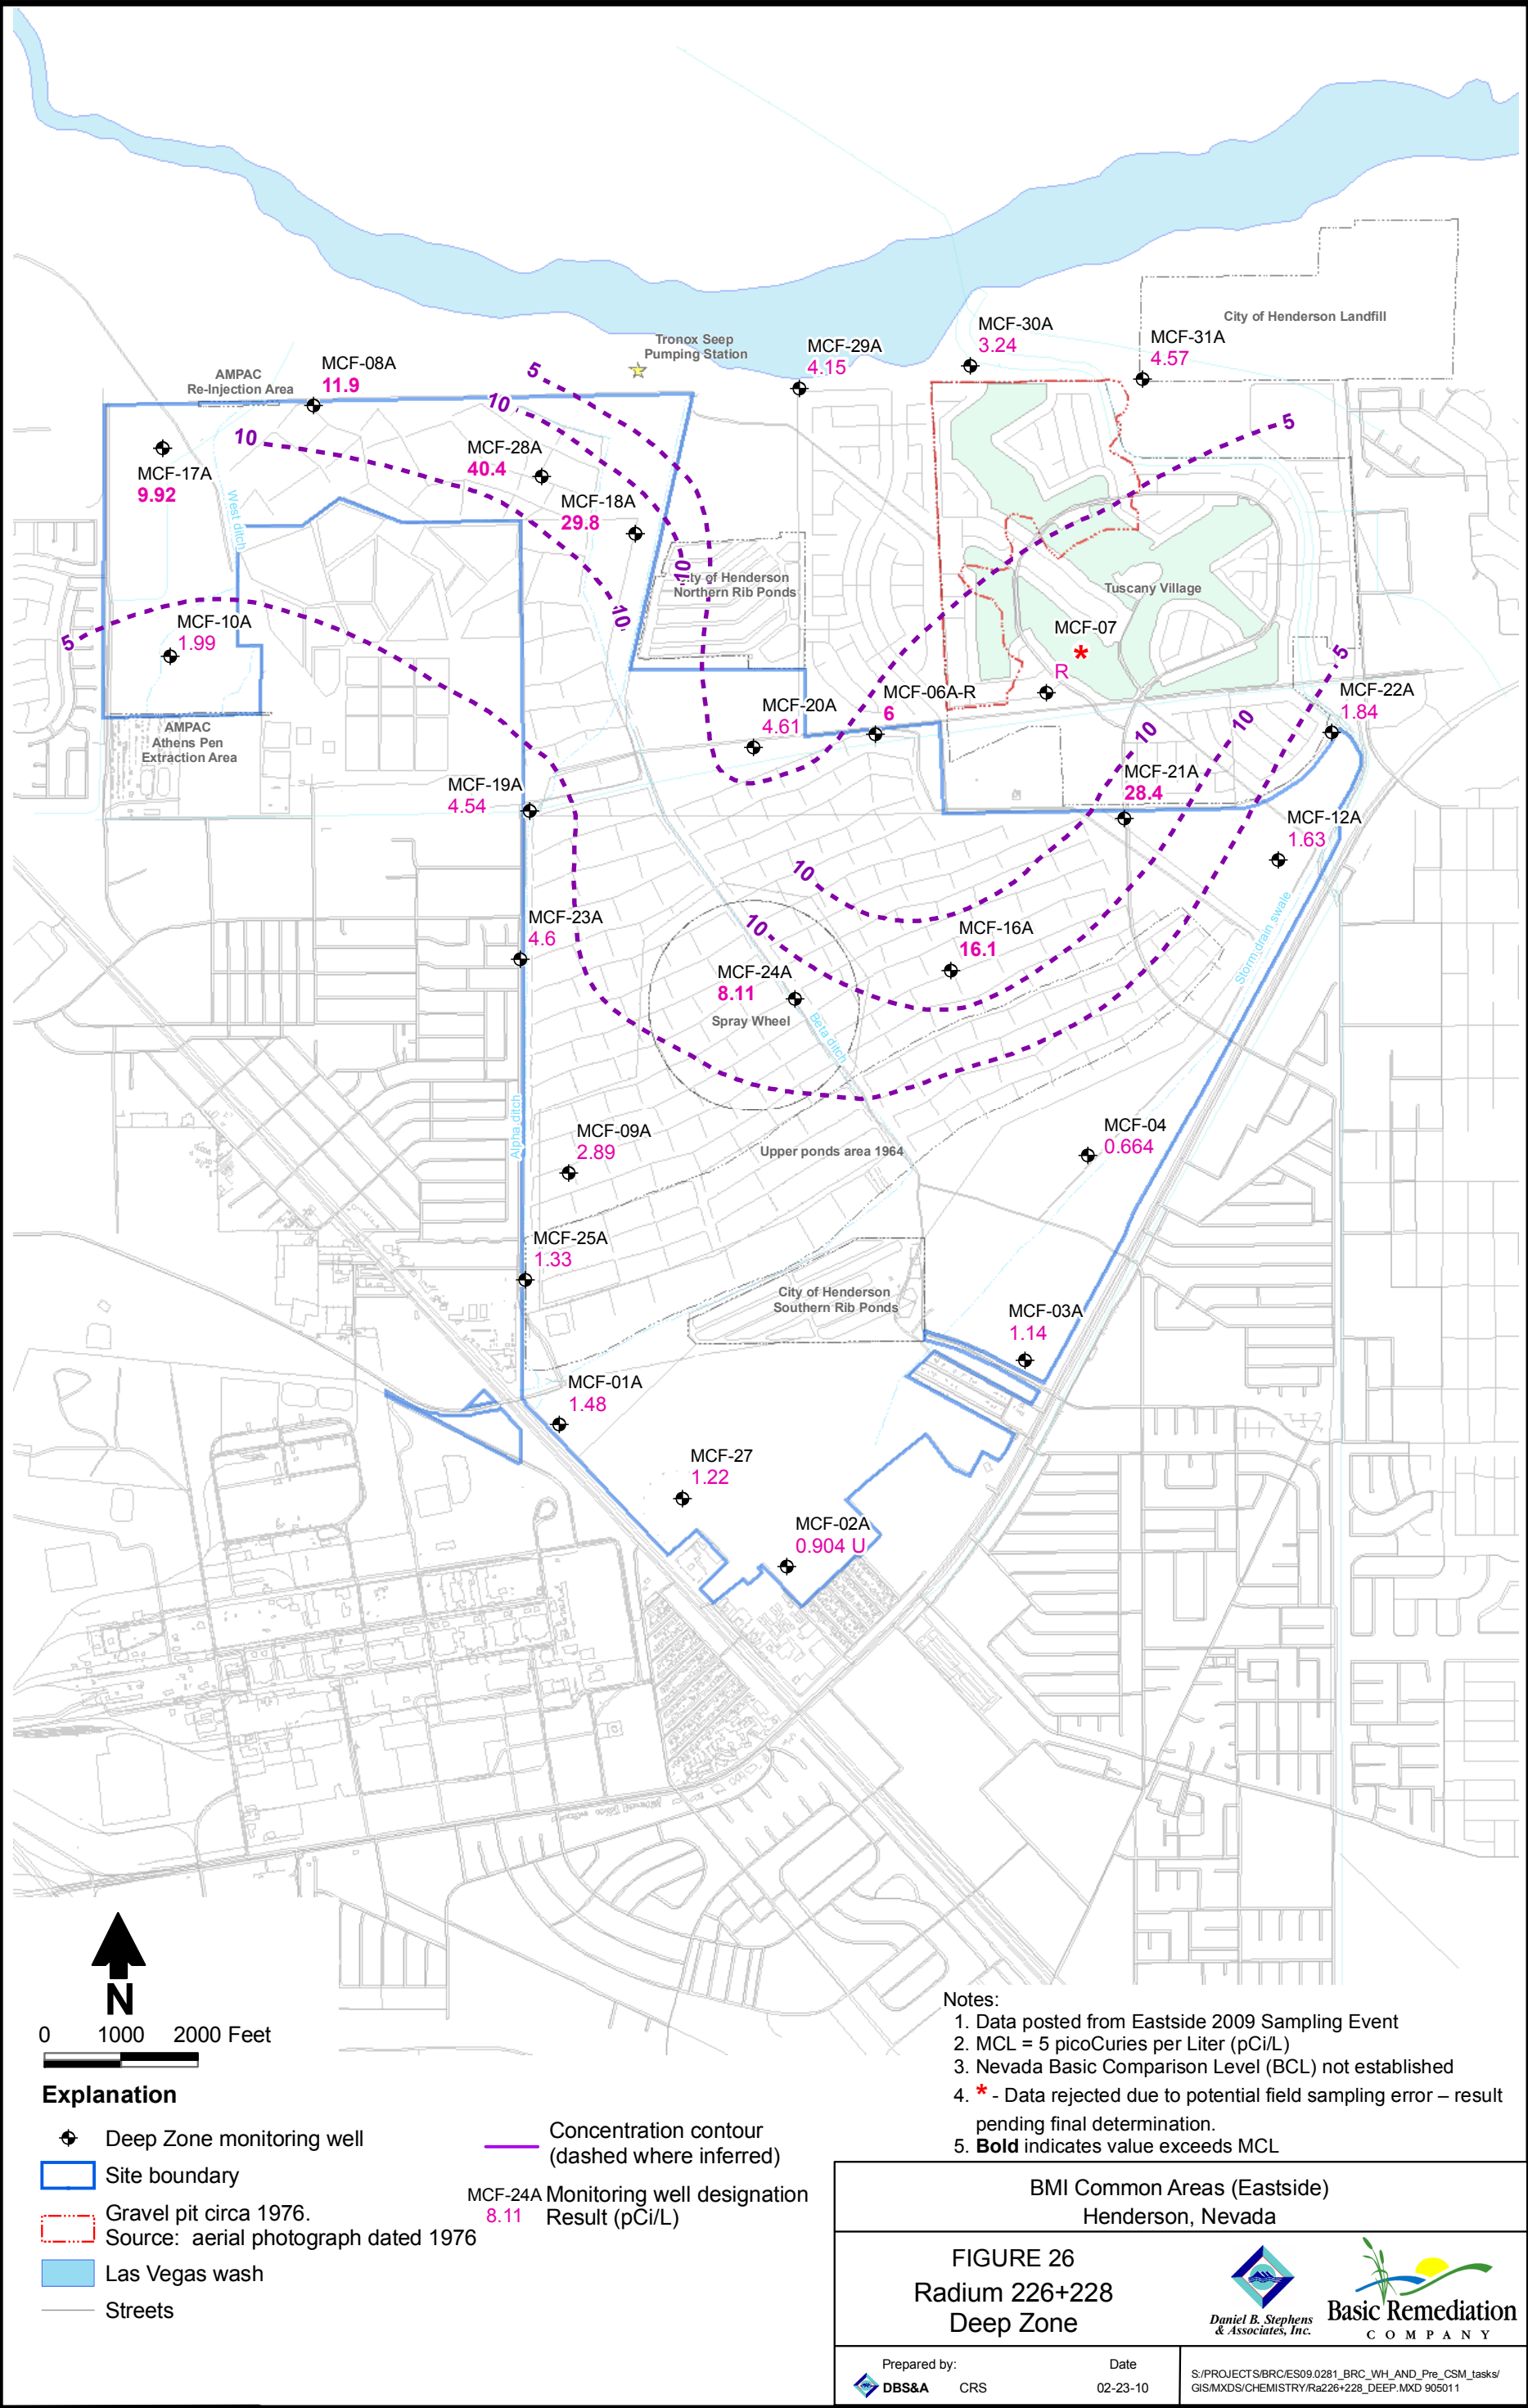 Tronox Seep
Pumping Station
MCF-29A
4.15
MCF-30A
3.24
City of Henderson Landfill
MCF-31A
4.57
AMPAC
Re-Injection Area
MCF-08A
11.9
5
10
10
5
MCF-17A
9.92
MCF-28A
40.4
MCF-18A
29.8
West ditch
10
City of Henderson
Northern Rib Ponds
10
Tuscany Village
MCF-07
*
R
5
MCF-10A
1.99
5
AMPAC
Athens Pen
Extraction Area
MCF-20A
4.61
MCF-06A-R
6
MCF-22A
1.84
10
10
MCF-21A
28.4
MCF-19A
4.54
MCF-12A
1.63
10
10
MCF-23A
4.6
MCF-16A
16.1
Storm drain swale
MCF-24A
8.11
Spray Wheel
Beta ditch
Alpha ditch
MCF-09A
2.89
Upper ponds area 1964
MCF-04
0.664
MCF-25A
1.33
City of Henderson
Southern Rib Ponds
MCF-03A
1.14
MCF-01A
1.48
MCF-27
1.22
MCF-02A
0.904 U
N
0 1000 2000 Feet
Explanation
Deep Zone monitoring well
Site boundary
Gravel pit circa 1976.
Source: aerial photograph dated 1976
Las Vegas wash
Streets
Concentration contour
(dashed where inferred)
MCF-24A Monitoring well designation
8.11 Result (pCi/L)
Notes:
1. Data posted from Eastside 2009 Sampling Event
2. MCL = 5 picoCuries per Liter (pCi/L)
3. Nevada Basic Comparison Level (BCL) not established
4. * - Data rejected due to potential field sampling error – result
pending final determination.
5. Bold indicates value exceeds MCL
BMI Common Areas (Eastside)
Henderson, Nevada
FIGURE 26
Radium 226+228
Deep Zone
Daniel B. Stephens
& Associates, Inc.
Basic Remediation
COMPANY
Prepared by:
DBS&A CRS
Date
02-23-10
S:/PROJECTS/BRC/ES09.0281_BRC_WH_AND_Pre_CSM_tasks/
GIS/MXDS/CHEMISTRY/Ra226+228_DEEP.MXD 905011